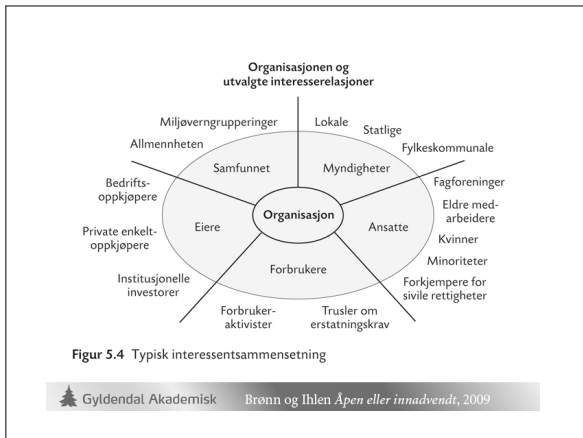 Organisasjonen og
utvalgte interesserelasjoner
Miljøverngrupperinger
Lokale
Statlige
Allmennheten
Fylkeskommunale
Samfunnet
Myndigheter
Bedrifts-
oppkjøpere
Fagforeninger
Eldre med-
arbeidere
Organisasjon
Eiere
Ansatte
Private enkelt-
oppkjøpere
Kvinner
Minoriteter
Forbrukere
Institusjonelle
investorer
Forkjempere for
sivile rettigheter
Forbruker-
aktivister
Trusler om
erstatningskrav
Figur 5.4 Typisk interessentsammensetning
Gyldendal Akademisk
Brønn og Ihlen Åpen eller innadvendt, 2009